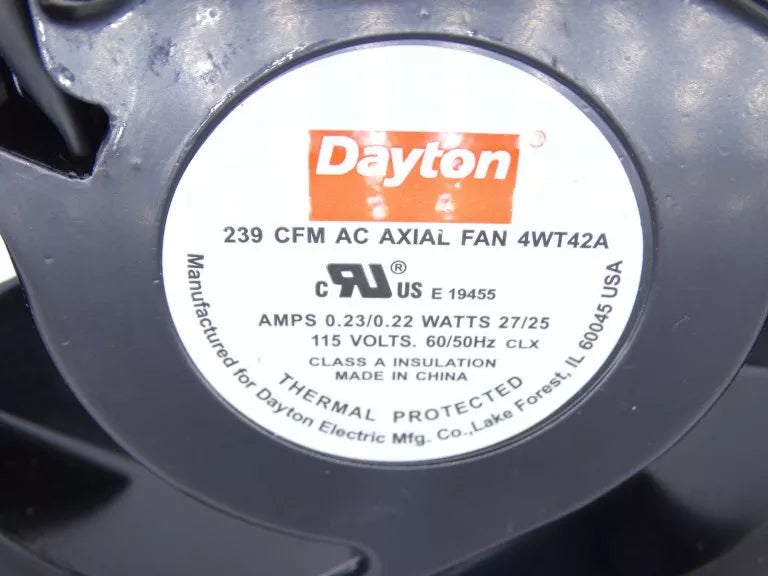 Dayton
239 CFM AC AXIAL FAN 4WT42A
C RU® US E 19455
AMPS 0.23/0.22 WATTS 27/25
115 VOLTS. 60/50Hz CLX
CLASS A INSULATION
MADE IN CHINA
THERMAL PROTECTED
Manufactured for Dayton Electric Mfg. Co.,Lake Forest, IL 60045 USA